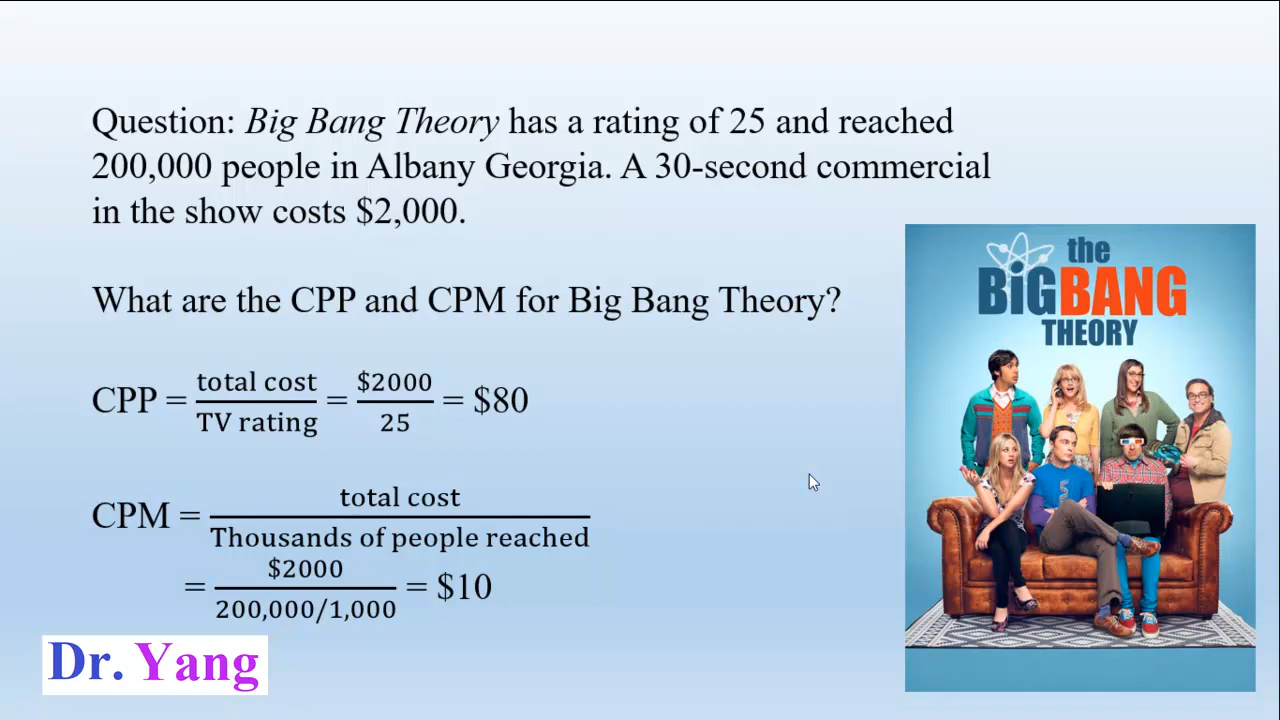 Question: Big Bang Theory has a rating of 25 and reached
200,000 people in Albany Georgia. A 30-second commercial
in the show costs $2,000.
What are the CPP and CPM for Big Bang Theory?
CPP = total cost / TV rating = $2000 / 25 = $80
CPM = total cost / Thousands of people reached
= $2000 / 200,000/1,000 = $10
Dr. Yang
the
BiG BANG
THEORY